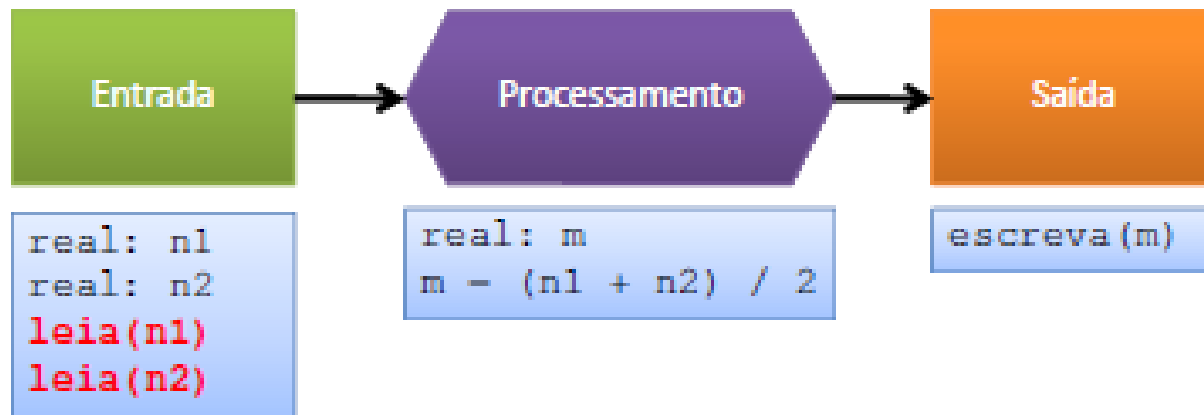 Entrada
Processamento
Saída
real: n1
real: n2
leia(n1)
leia(n2)
real: m
m = (n1 + n2) / 2
escreva(m)